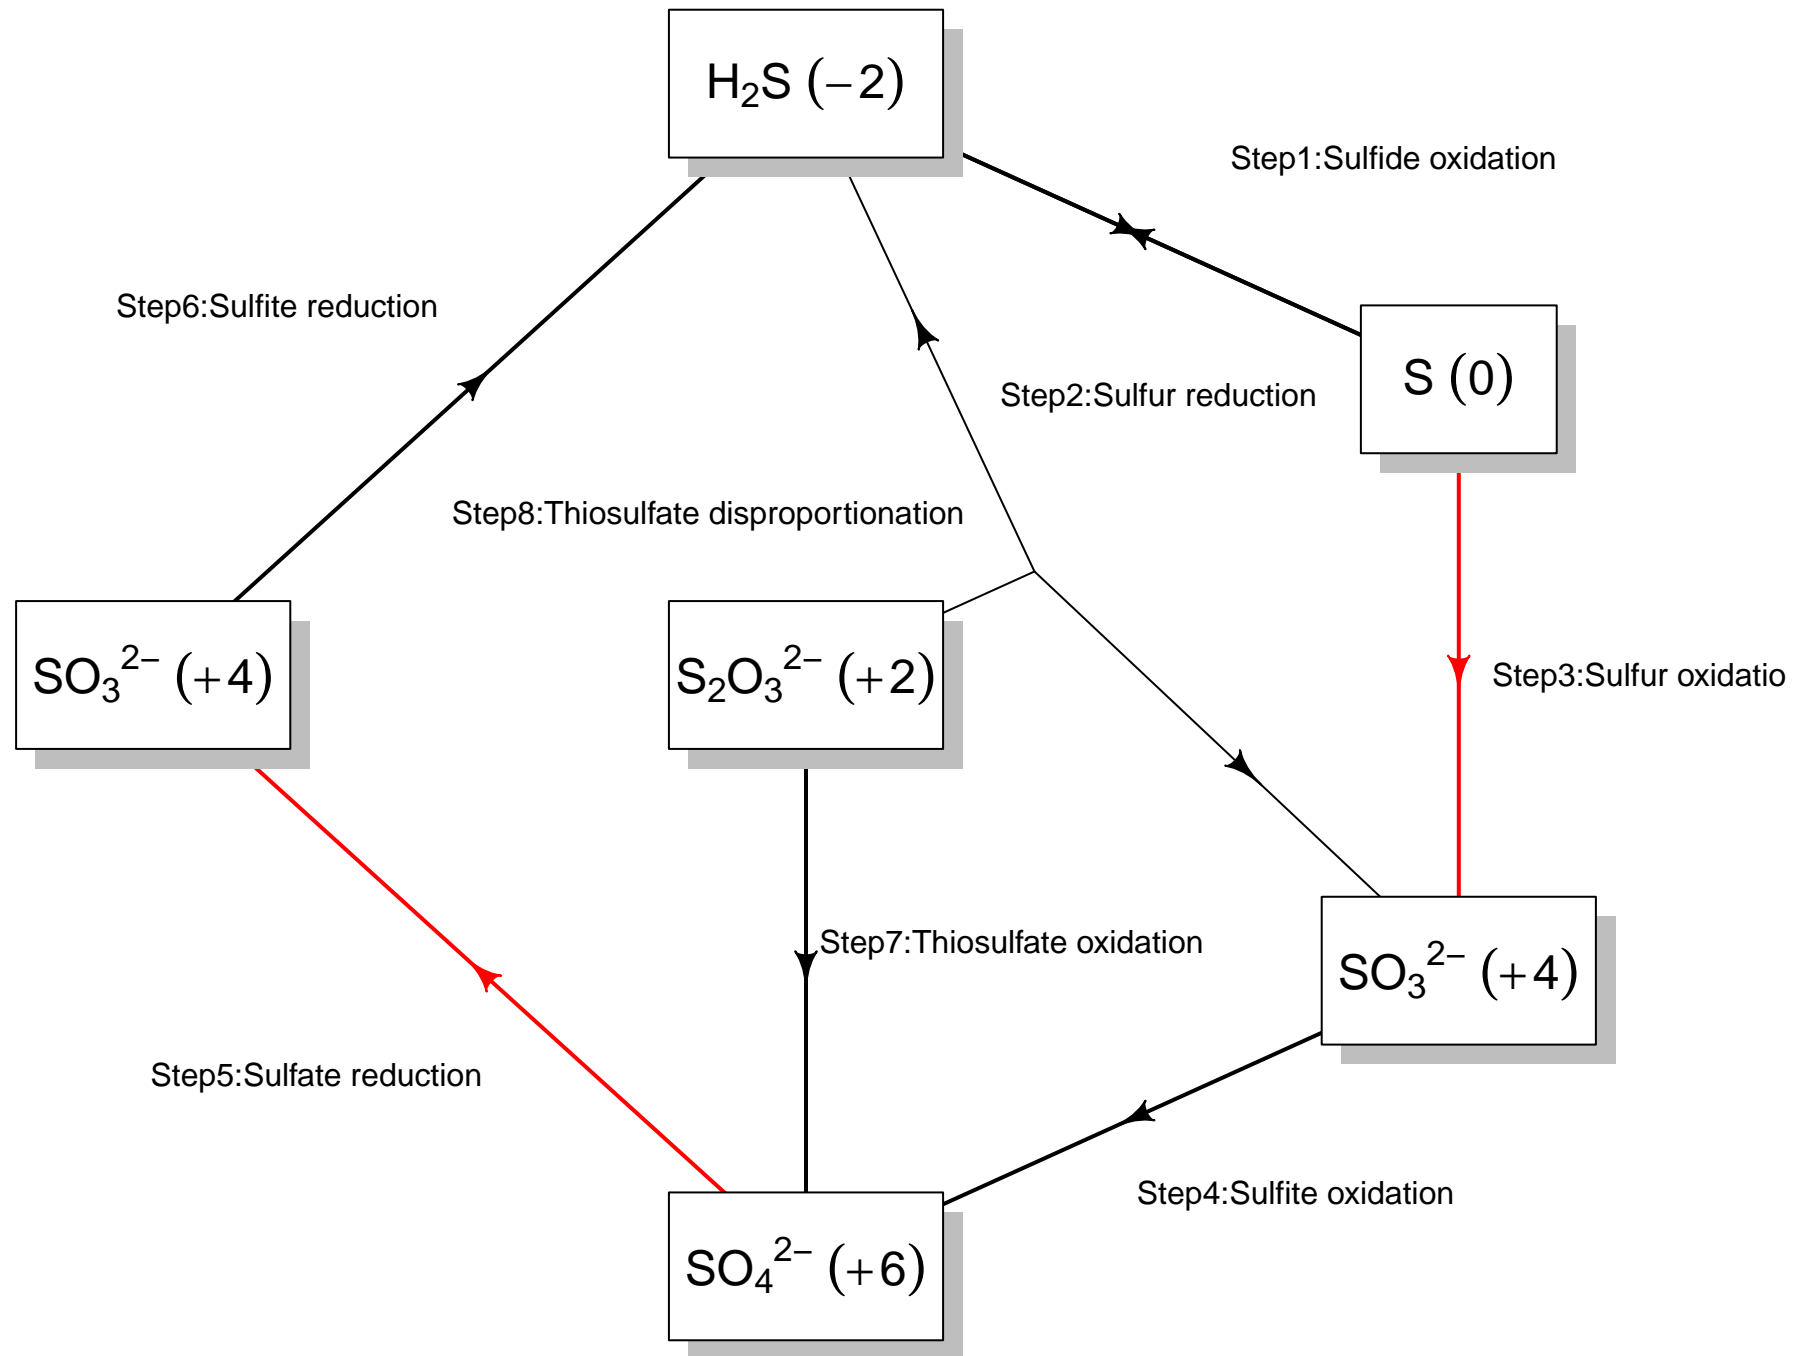 H₂S (−2)
Step1:Sulfide oxidation
Step6:Sulfite reduction
S (0)
Step2:Sulfur reduction
Step8:Thiosulfate disproportionation
SO₃²⁻ (+4)
S₂O₃²⁻ (+2)
Step3:Sulfur oxidatio
Step7:Thiosulfate oxidation
SO₃²⁻ (+4)
Step5:Sulfate reduction
Step4:Sulfite oxidation
SO₄²⁻ (+6)